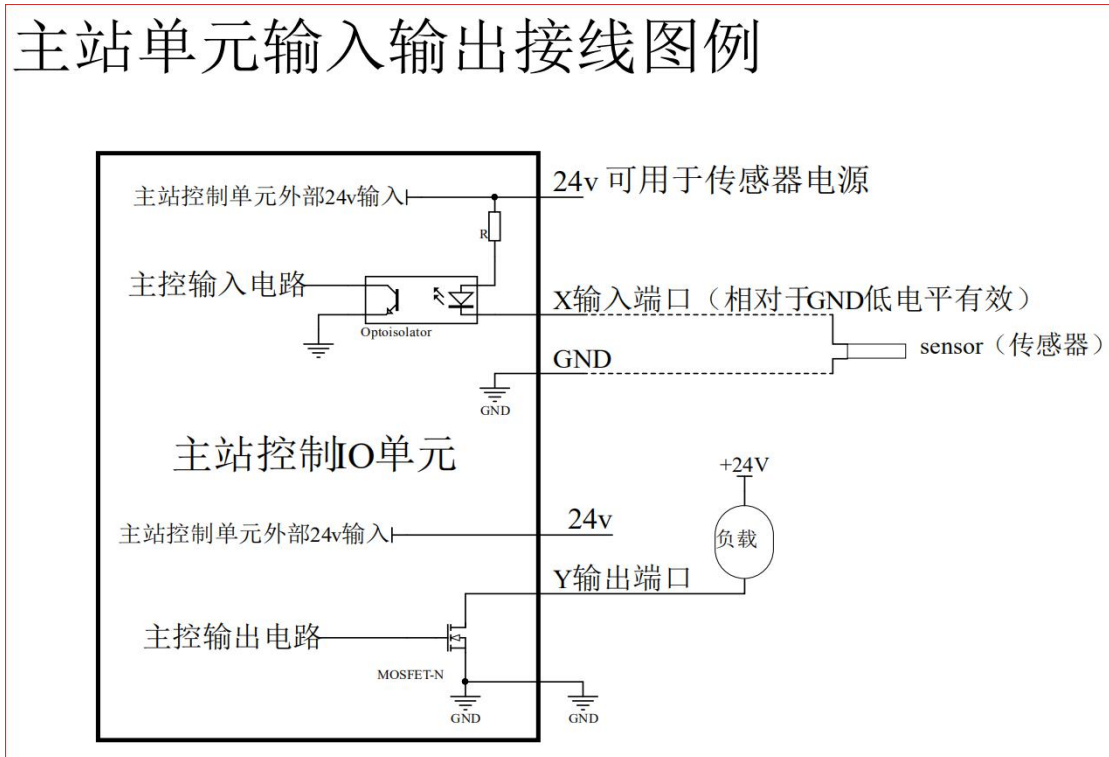 主站单元输入输出接线图例
主站控制单元外部24v输入
24v 可用于传感器电源
R
主控输入电路
Optoisolator
X输入端口（相对于GND低电平有效）
sensor（传感器）
GND
GND
主站控制IO单元
+24V
主站控制单元外部24v输入
24v
负载
Y输出端口
主控输出电路
MOSFET-N
GND
GND